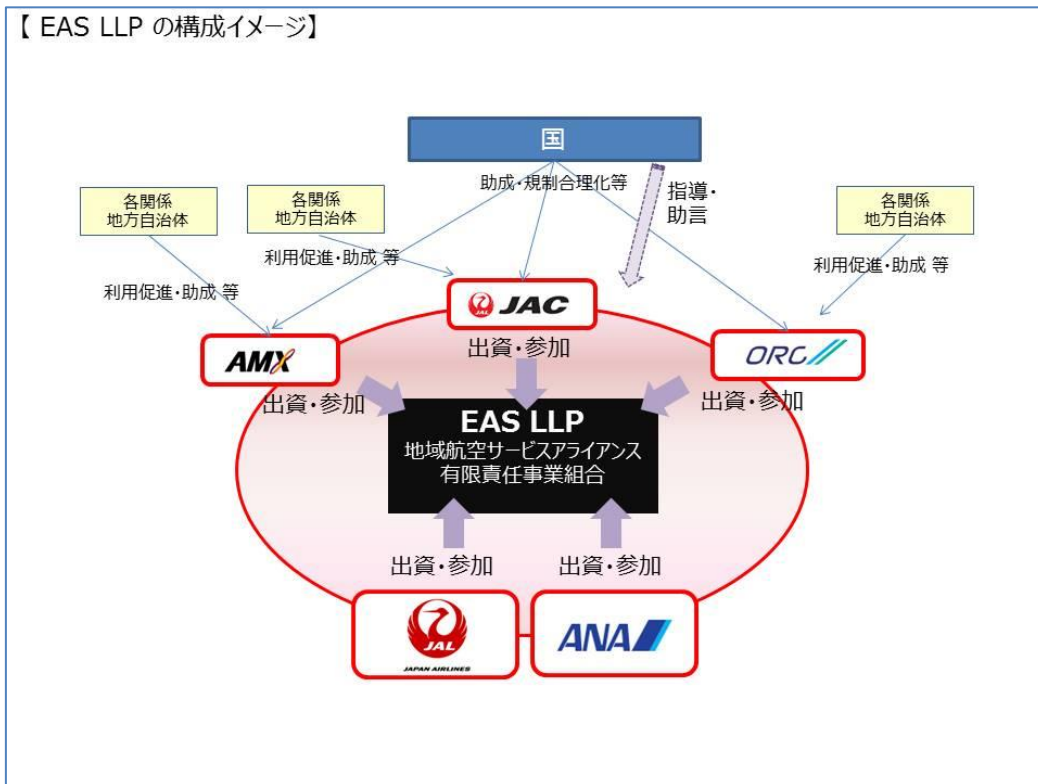 【 EAS LLP の構成イメージ】
国
助成・規制合理化等
指導・
助言
各関係
地方自治体
各関係
地方自治体
各関係
地方自治体
利用促進・助成 等
利用促進・助成 等
利用促進・助成 等
JAL JAC
AMX
ORC
出資・参加
出資・参加
出資・参加
EAS LLP
地域航空サービスアライアンス
有限責任事業組合
出資・参加
出資・参加
JAL
JAPAN AIRLINES
ANA